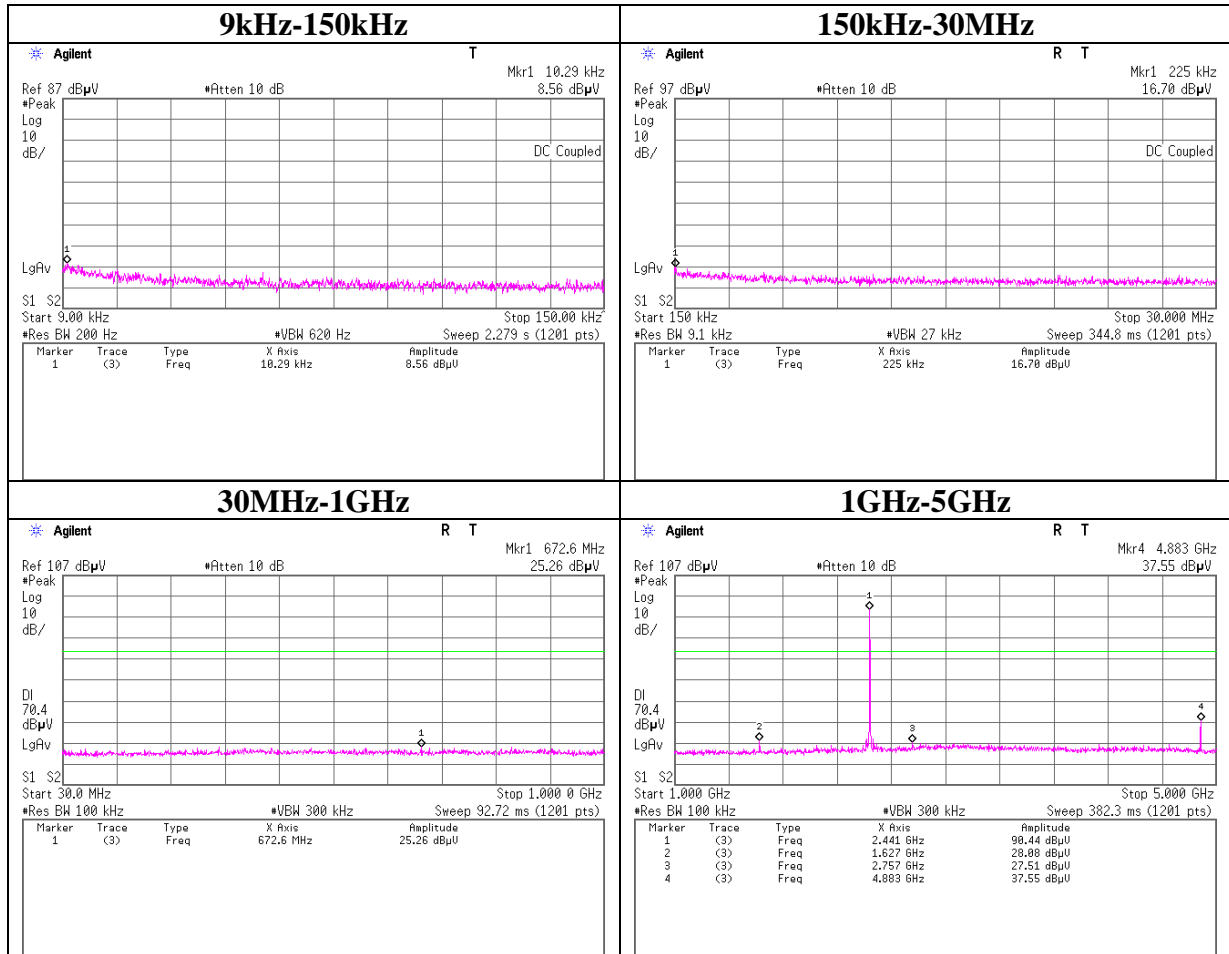 9kHz-150kHz
Agilent T
Mkr1 10.29 kHz
Ref 87 dBµV #Atten 10 dB 8.56 dBµV
#Peak
Log
10
dB/
DC Coupled
1
LgAv
S1 S2
Start 9.00 kHz Stop 150.00 kHz
#Res BW 200 Hz #VBW 620 Hz Sweep 2.279 s (1201 pts)
Marker Trace Type X Axis Amplitude
1 (3) Freq 10.29 kHz 8.56 dBµV
150kHz-30MHz
Agilent R T
Mkr1 225 kHz
Ref 97 dBµV #Atten 10 dB 16.70 dBµV
#Peak
Log
10
dB/
DC Coupled
1
LgAv
S1 S2
Start 150 kHz Stop 30.000 MHz
#Res BW 9.1 kHz #VBW 27 kHz Sweep 344.8 ms (1201 pts)
Marker Trace Type X Axis Amplitude
1 (3) Freq 225 kHz 16.70 dBµV
30MHz-1GHz
Agilent R T
Mkr1 672.6 MHz
Ref 107 dBµV #Atten 10 dB 25.26 dBµV
#Peak
Log
10
dB/
DI
70.4
dBµV
1
LgAv
S1 S2
Start 30.0 MHz Stop 1.000 0 GHz
#Res BW 100 kHz #VBW 300 kHz Sweep 92.72 ms (1201 pts)
Marker Trace Type X Axis Amplitude
1 (3) Freq 672.6 MHz 25.26 dBµV
1GHz-5GHz
Agilent R T
Mkr4 4.883 GHz
Ref 107 dBµV #Atten 10 dB 37.55 dBµV
#Peak
1
Log
10
dB/
DI
70.4
4
dBµV
2 3
LgAv
S1 S2
Start 1.000 GHz Stop 5.000 GHz
#Res BW 100 kHz #VBW 300 kHz Sweep 382.3 ms (1201 pts)
Marker Trace Type X Axis Amplitude
1 (3) Freq 2.441 GHz 90.44 dBµV
2 (3) Freq 1.627 GHz 28.08 dBµV
3 (3) Freq 2.757 GHz 27.51 dBµV
4 (3) Freq 4.883 GHz 37.55 dBµV